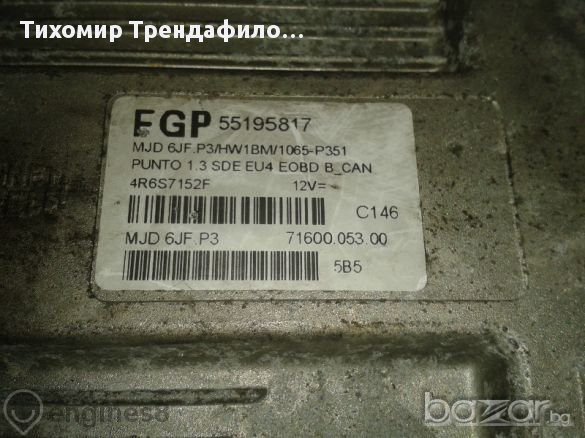 Тихомир Трендафило...
FGP 55195817
MJD 6JF.P3/HW1BM/1065-P351
PUNTO 1.3 SDE EU4 EOBD B_CAN
4R6S7152F 12V=
C146
MJD 6JF.P3 71600.053.00
5B5
engines8
bazar.bg